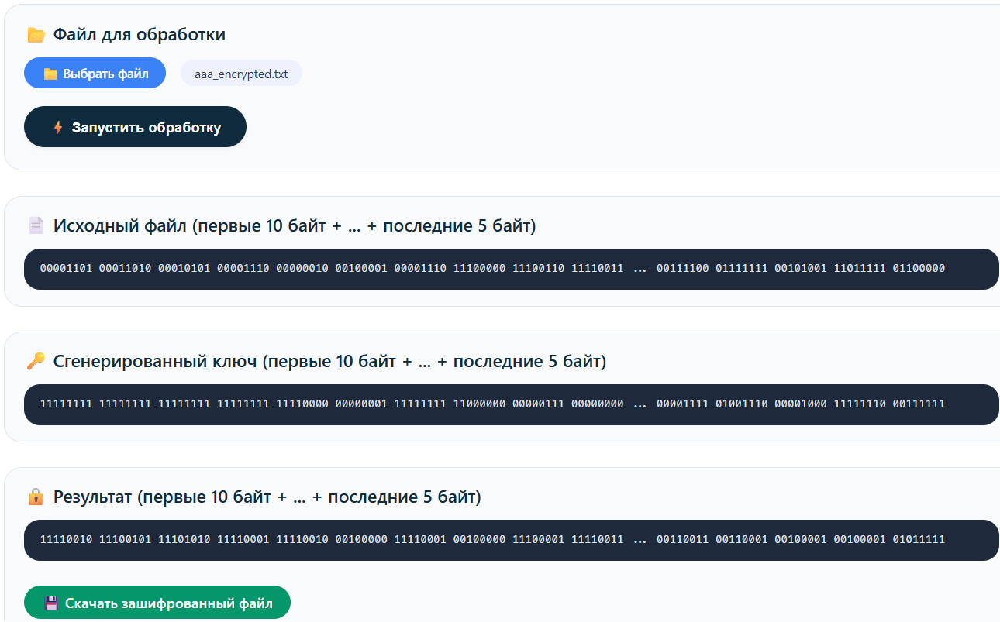 Файл для обработки
Выбрать файл aaa_encrypted.txt
Запустить обработку
Исходный файл (первые 10 байт + ... + последние 5 байт)
00001101 00011010 00010101 00001110 00000010 00100001 00001110 11100000 11100110 11110011 ... 00111100 01111111 00101001 11011111 01100000
Сгенерированный ключ (первые 10 байт + ... + последние 5 байт)
11111111 11111111 11111111 11111111 11110000 00000001 11111111 11000000 00000111 00000000 ... 00001111 01001110 00001000 11111110 00111111
Результат (первые 10 байт + ... + последние 5 байт)
11110010 11100101 11101010 11110001 11110010 00100000 11110001 00100000 11100001 11110011 ... 00110011 00110001 00100001 00100001 01011111
Скачать зашифрованный файл